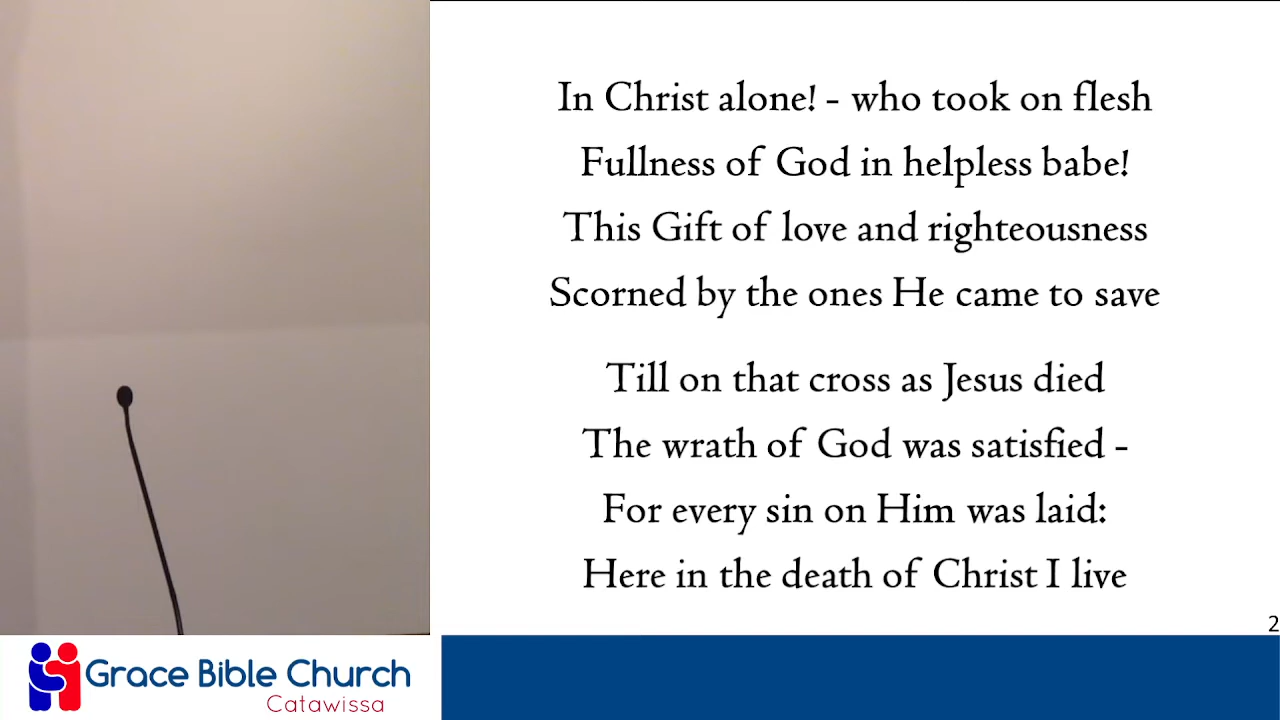 In Christ alone! - who took on flesh
Fullness of God in helpless babe!
This Gift of love and righteousness
Scorned by the ones He came to save
Till on that cross as Jesus died
The wrath of God was satisfied -
For every sin on Him was laid:
Here in the death of Christ I live
2
Grace Bible Church
Catawissa